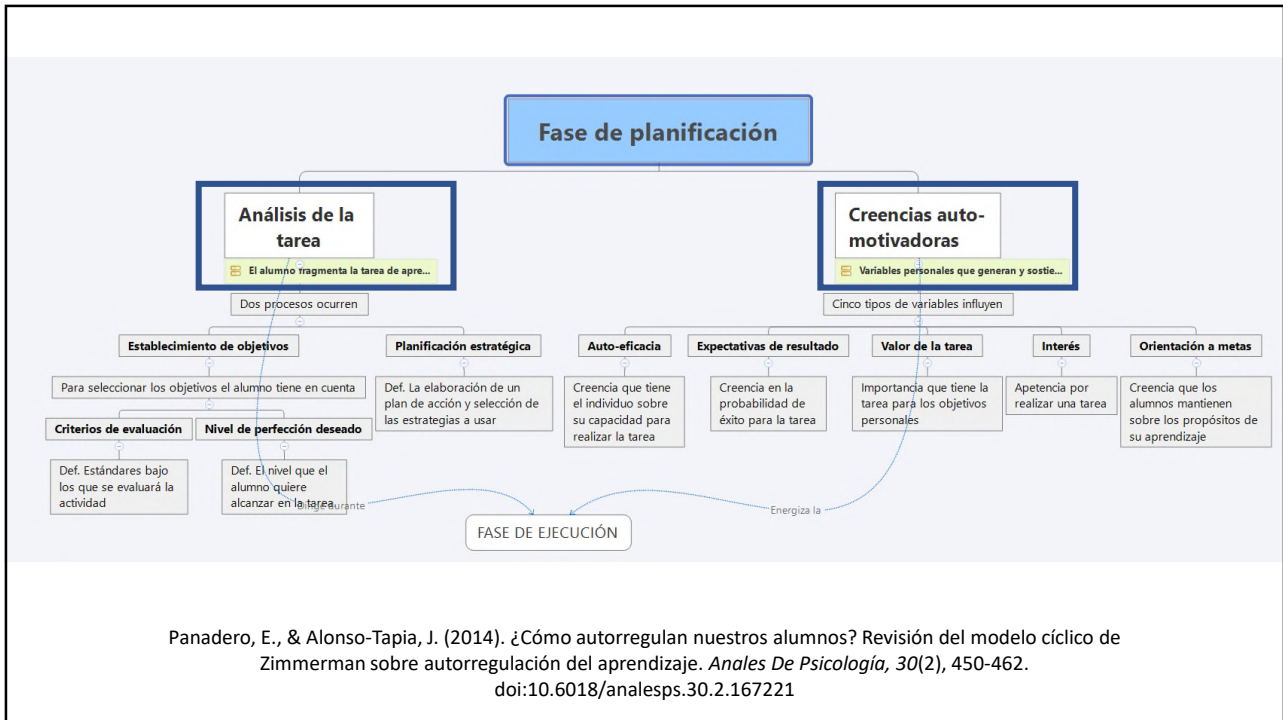 Fase de planificación
Análisis de la
tarea
El alumno fragmenta la tarea de apre...
Creencias auto-
motivadoras
Variables personales que generan y sostie...
Dos procesos ocurren
Cinco tipos de variables influyen
Establecimiento de objetivos
Planificación estratégica
Auto-eficacia
Expectativas de resultado
Valor de la tarea
Interés
Orientación a metas
Para seleccionar los objetivos el alumno tiene en cuenta
Def. La elaboración de un
plan de acción y selección de
las estrategias a usar
Creencia que tiene
el individuo sobre
su capacidad para
realizar la tarea
Creencia en la
probabilidad de
éxito para la tarea
Importancia que tiene la
tarea para los objetivos
personales
Apetencia por
realizar una tarea
Creencia que los
alumnos mantienen
sobre los propósitos de
su aprendizaje
Criterios de evaluación
Nivel de perfección deseado
Def. Estándares bajo
los que se evaluará la
actividad
Def. El nivel que el
alumno quiere
alcanzar en la tarea
Dirige durante
Energiza la
FASE DE EJECUCIÓN
Panadero, E., & Alonso-Tapia, J. (2014). ¿Cómo autorregulan nuestros alumnos? Revisión del modelo cíclico de
Zimmerman sobre autorregulación del aprendizaje. Anales De Psicología, 30(2), 450-462.
doi:10.6018/analesps.30.2.167221